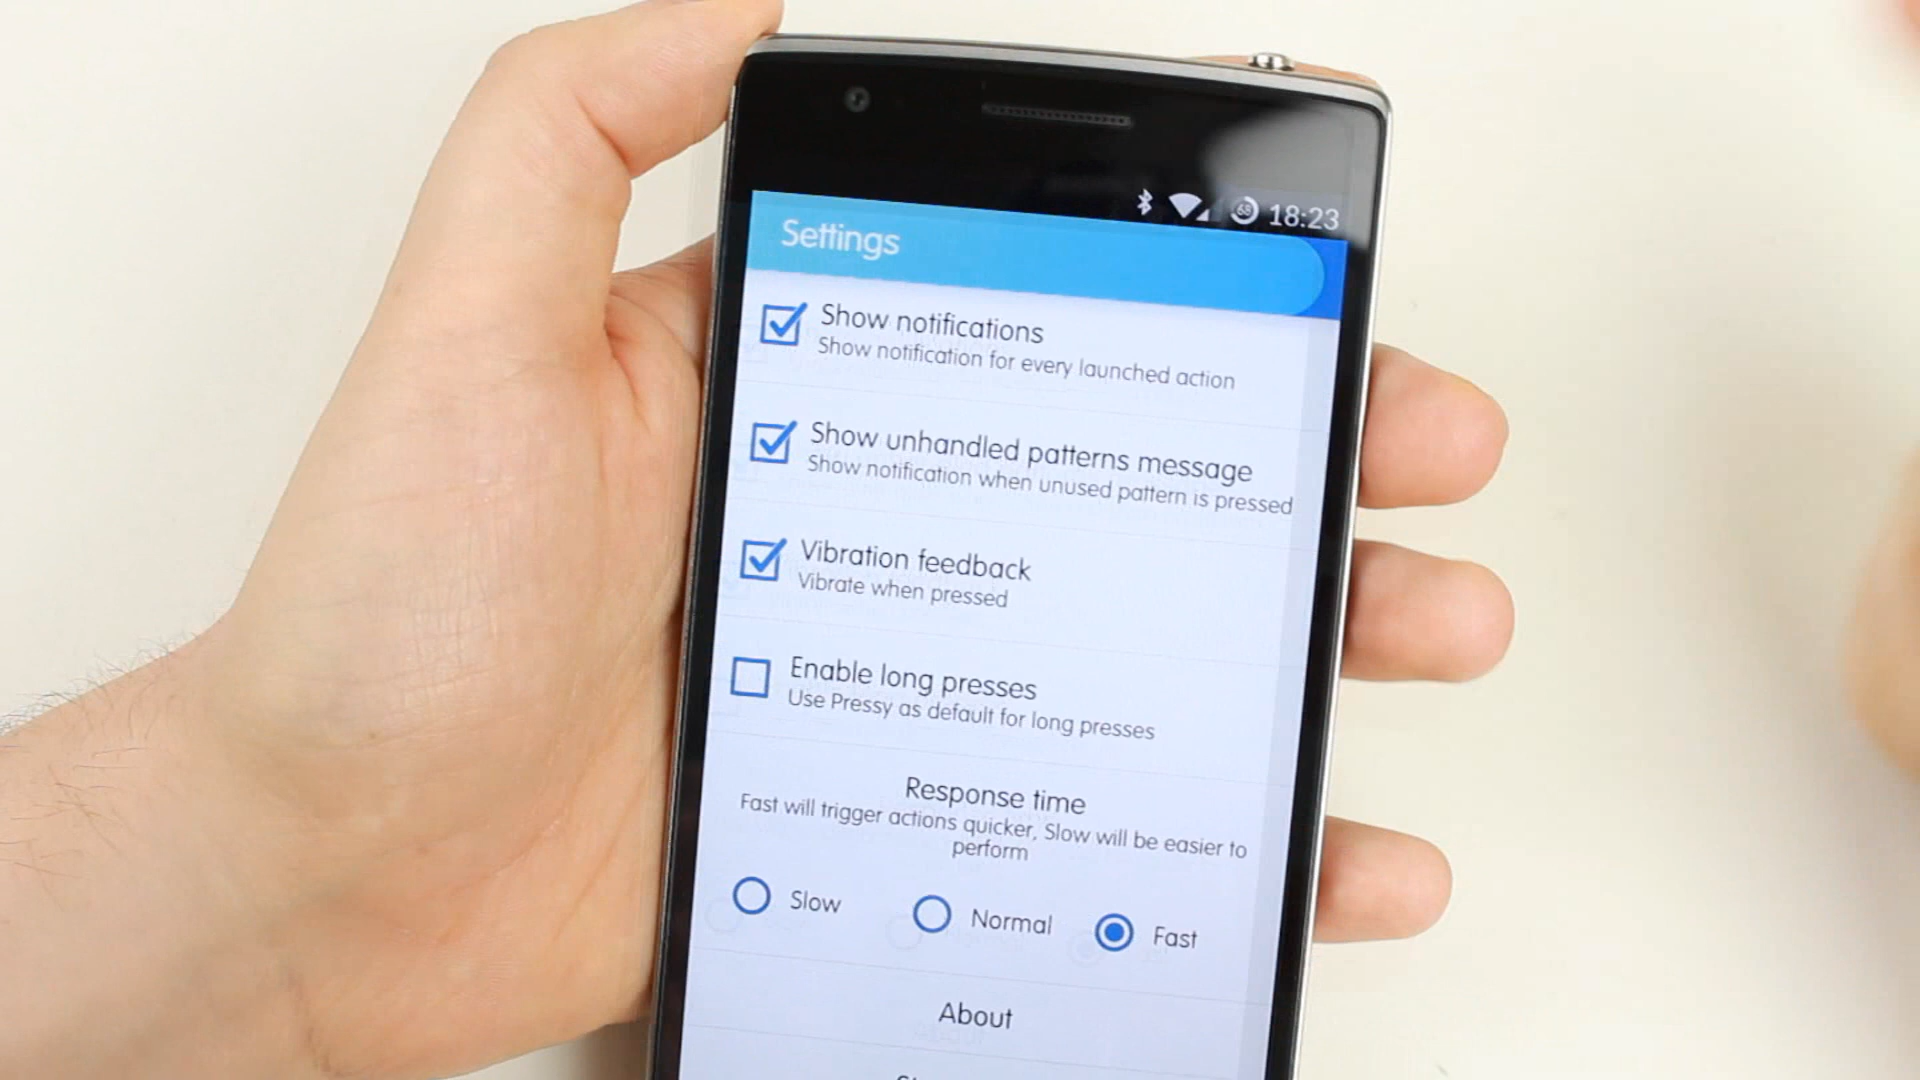 68 18:23
Settings
Show notifications
Show notification for every launched action
Show unhandled patterns message
Show notification when unused pattern is pressed
Vibration feedback
Vibrate when pressed
Enable long presses
Use Pressy as default for long presses
Response time
Fast will trigger actions quicker, Slow will be easier to
perform
Slow Normal Fast
About